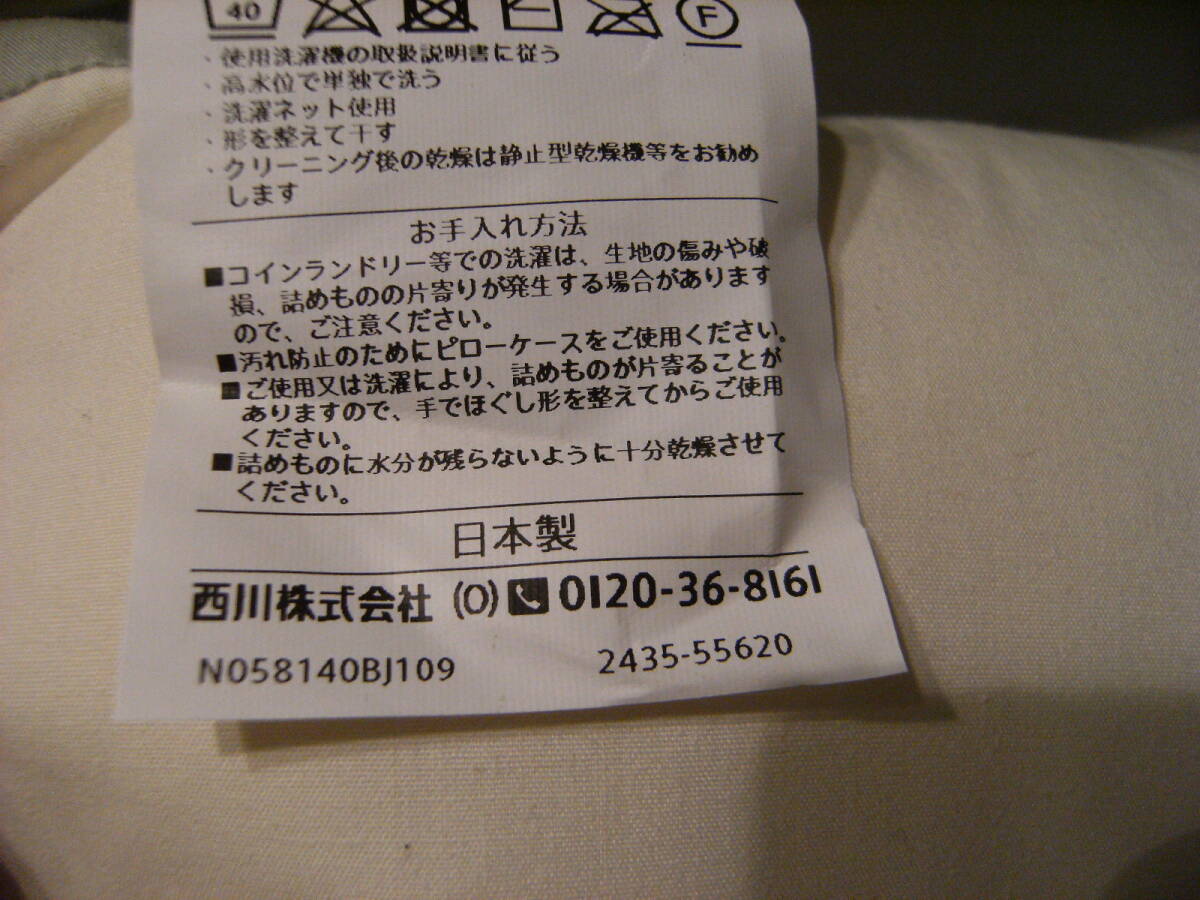 40
F
・使用洗濯機の取扱説明書に従う
・高水位で単独で洗う
・洗濯ネット使用
・形を整えて干す
・クリーニング後の乾燥は静止型乾燥機等をお勧め
します
お手入れ方法
■コインランドリー等での洗濯は、生地の傷みや破
損、詰めものの片寄りが発生する場合があります
ので、ご注意ください。
■汚れ防止のためにピローケースをご使用ください。
■ご使用又は洗濯により、詰めものが片寄ることが
ありますので、手でほぐし形を整えてからご使用
ください。
■詰めものに水分が残らないように十分乾燥させて
ください。
日本製
西川株式会社 (O) 0120-36-8161
N058140BJ109 2435-55620